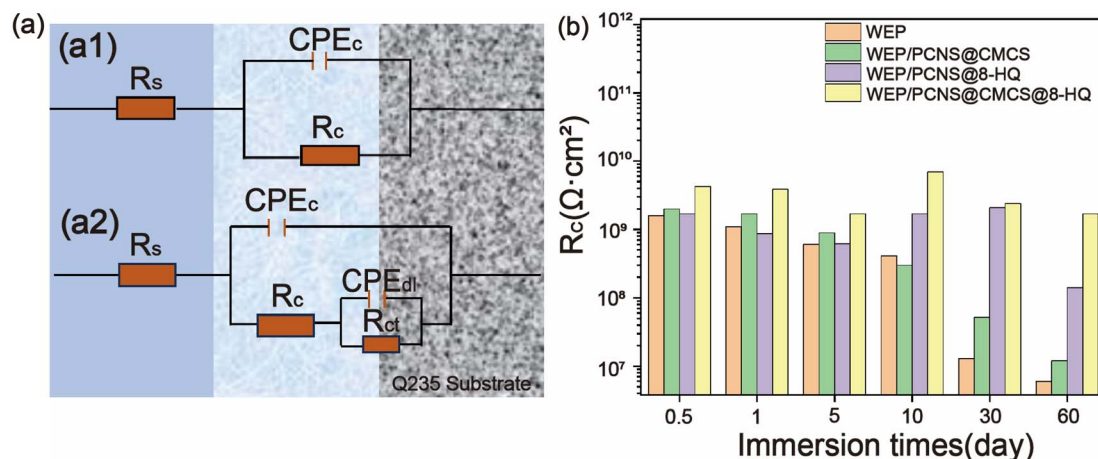 (a)
(a1)
CPEc
Rs
Rc
(a2)
CPEc
Rs
CPEdl
Rc
Rct
Q235 Substrate
(b)
WEP
WEP/PCNS@CMCS
WEP/PCNS@8-HQ
WEP/PCNS@CMCS@8-HQ
Rc(Ω·cm²)
10¹²
10¹¹
10¹⁰
10⁹
10⁸
10⁷
0.5 1 5 10 30 60
Immersion times(day)